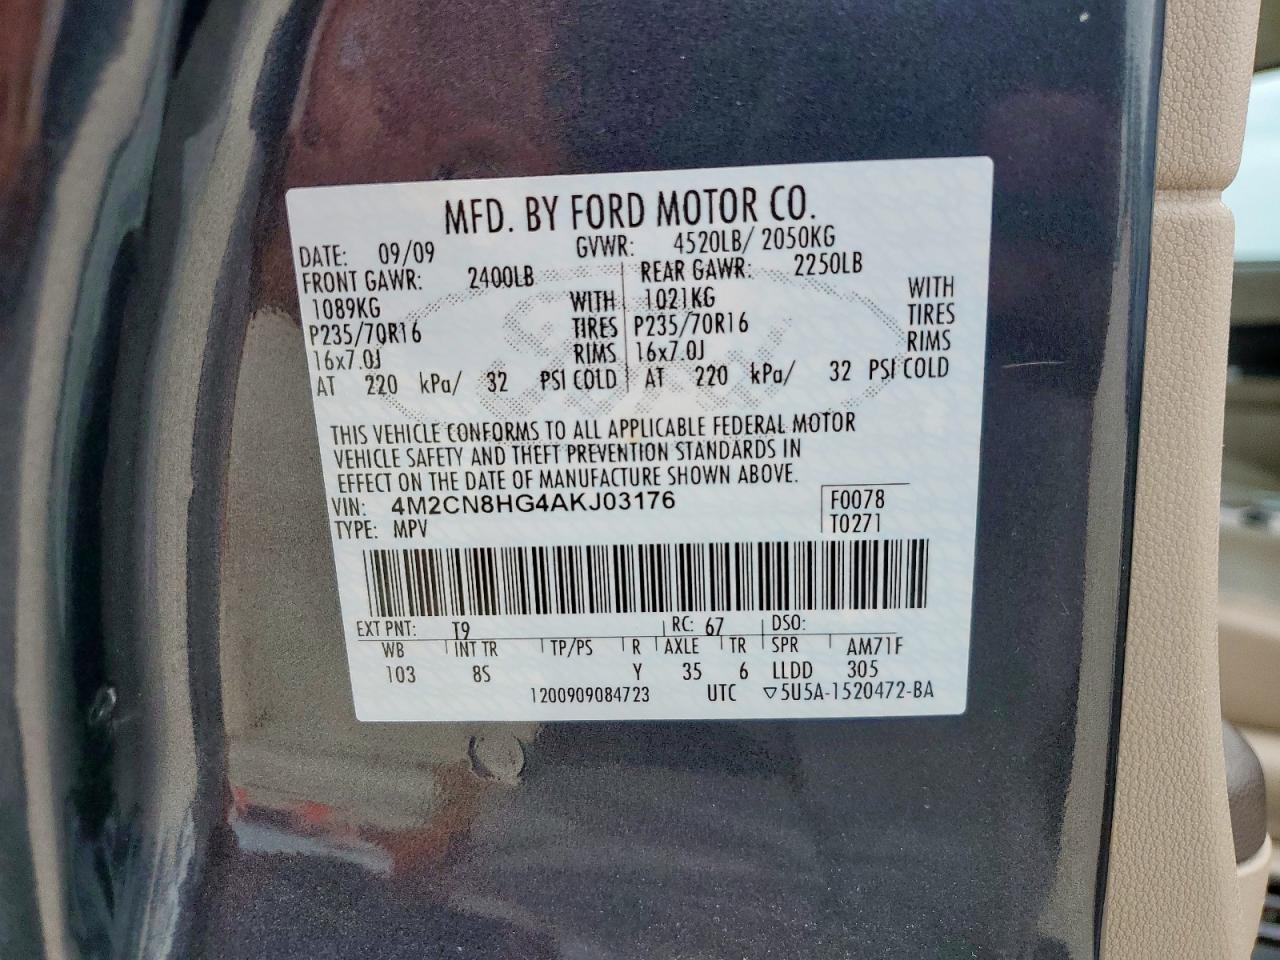 MFD. BY FORD MOTOR CO.
DATE: 09/09 GVWR: 4520LB/ 2050KG
FRONT GAWR: 2400LB REAR GAWR: 2250LB
1089KG WITH 1021KG WITH
P235/70R16 TIRES P235/70R16 TIRES
16x7.0J RIMS 16x7.0J RIMS
AT 220 kPa/ 32 PSI COLD AT 220 kPa/ 32 PSI COLD
THIS VEHICLE CONFORMS TO ALL APPLICABLE FEDERAL MOTOR
VEHICLE SAFETY AND THEFT PREVENTION STANDARDS IN
EFFECT ON THE DATE OF MANUFACTURE SHOWN ABOVE.
VIN: 4M2CN8HG4AKJ03176 F0078
TYPE: MPV T0271
EXT PNT: T9 RC: 67 DSO:
WB INT TR TP/PS R AXLE TR SPR AM71F
103 8S Y 35 6 LLDD 305
1200909084723 UTC ▽5U5A-1520472-BA